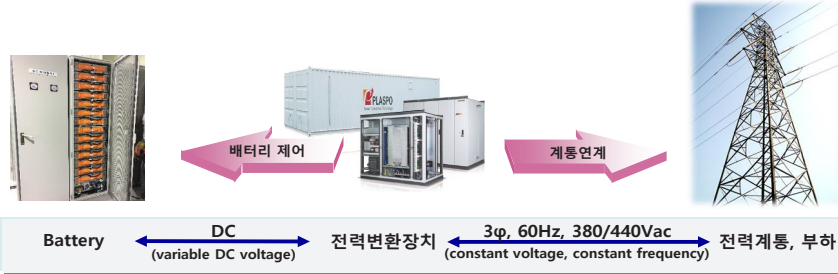 PLASPO
배터리 제어
계통연계
Battery
DC
(variable DC voltage)
전력변환장치
3φ, 60Hz, 380/440Vac
(constant voltage, constant frequency)
전력계통, 부하